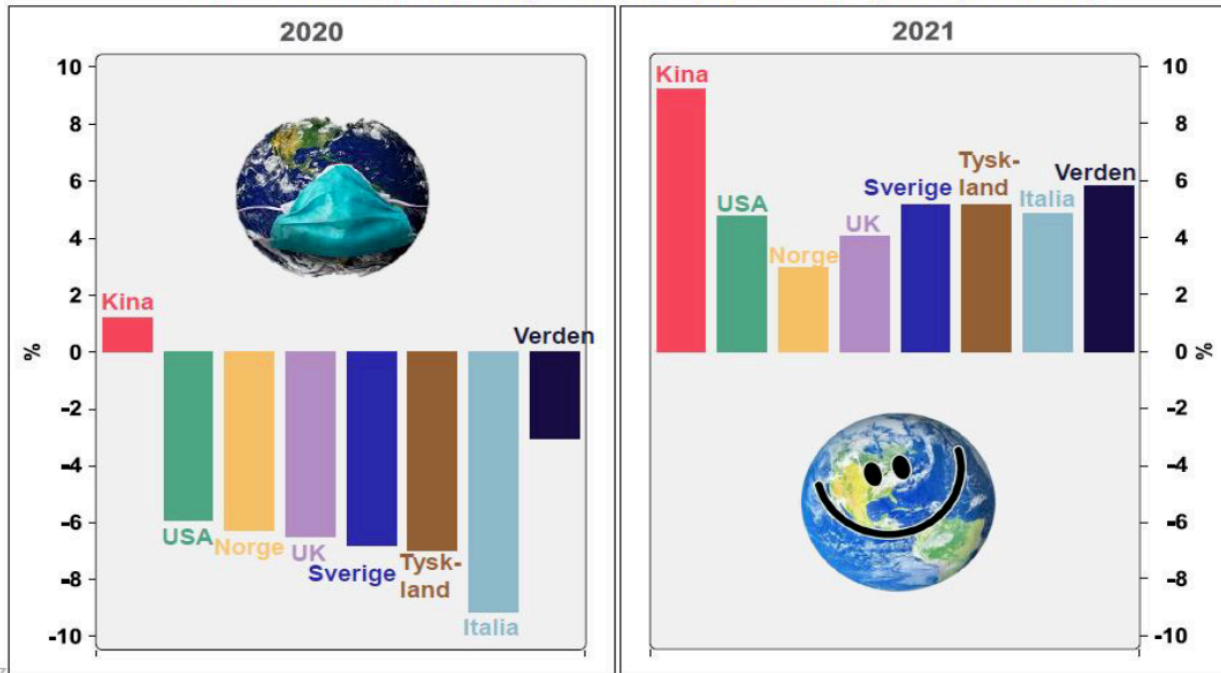 2020
10
8
6
4
2
0
-2
-4
-6
-8
-10
%
Kina
USA
Norge
UK
Sverige
Tysk-
land
Italia
Verden
2021
Kina
USA
Norge
UK
Sverige
Tysk-
land
Italia
Verden
10
8
6
4
2
0
-2
-4
-6
-8
-10
%